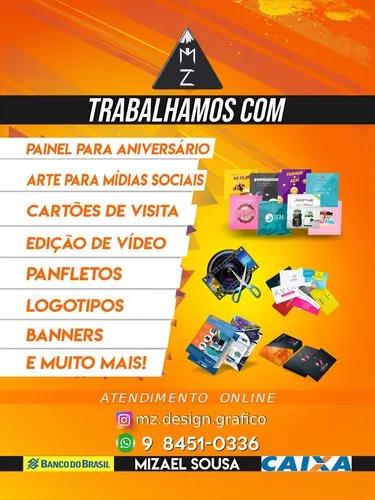 MZ
TRABALHAMOS COM
PAINEL PARA ANIVERSÁRIO
ARTE PARA MÍDIAS SOCIAIS
CARTÕES DE VISITA
EDIÇÃO DE VÍDEO
PANFLETOS
LOGOTIPOS
BANNERS
E MUITO MAIS!
ATENDIMENTO ONLINE
mz.design.grafico
9 8451-0336
BANCO DO BRASIL
MIZAEL SOUSA
CAIXA